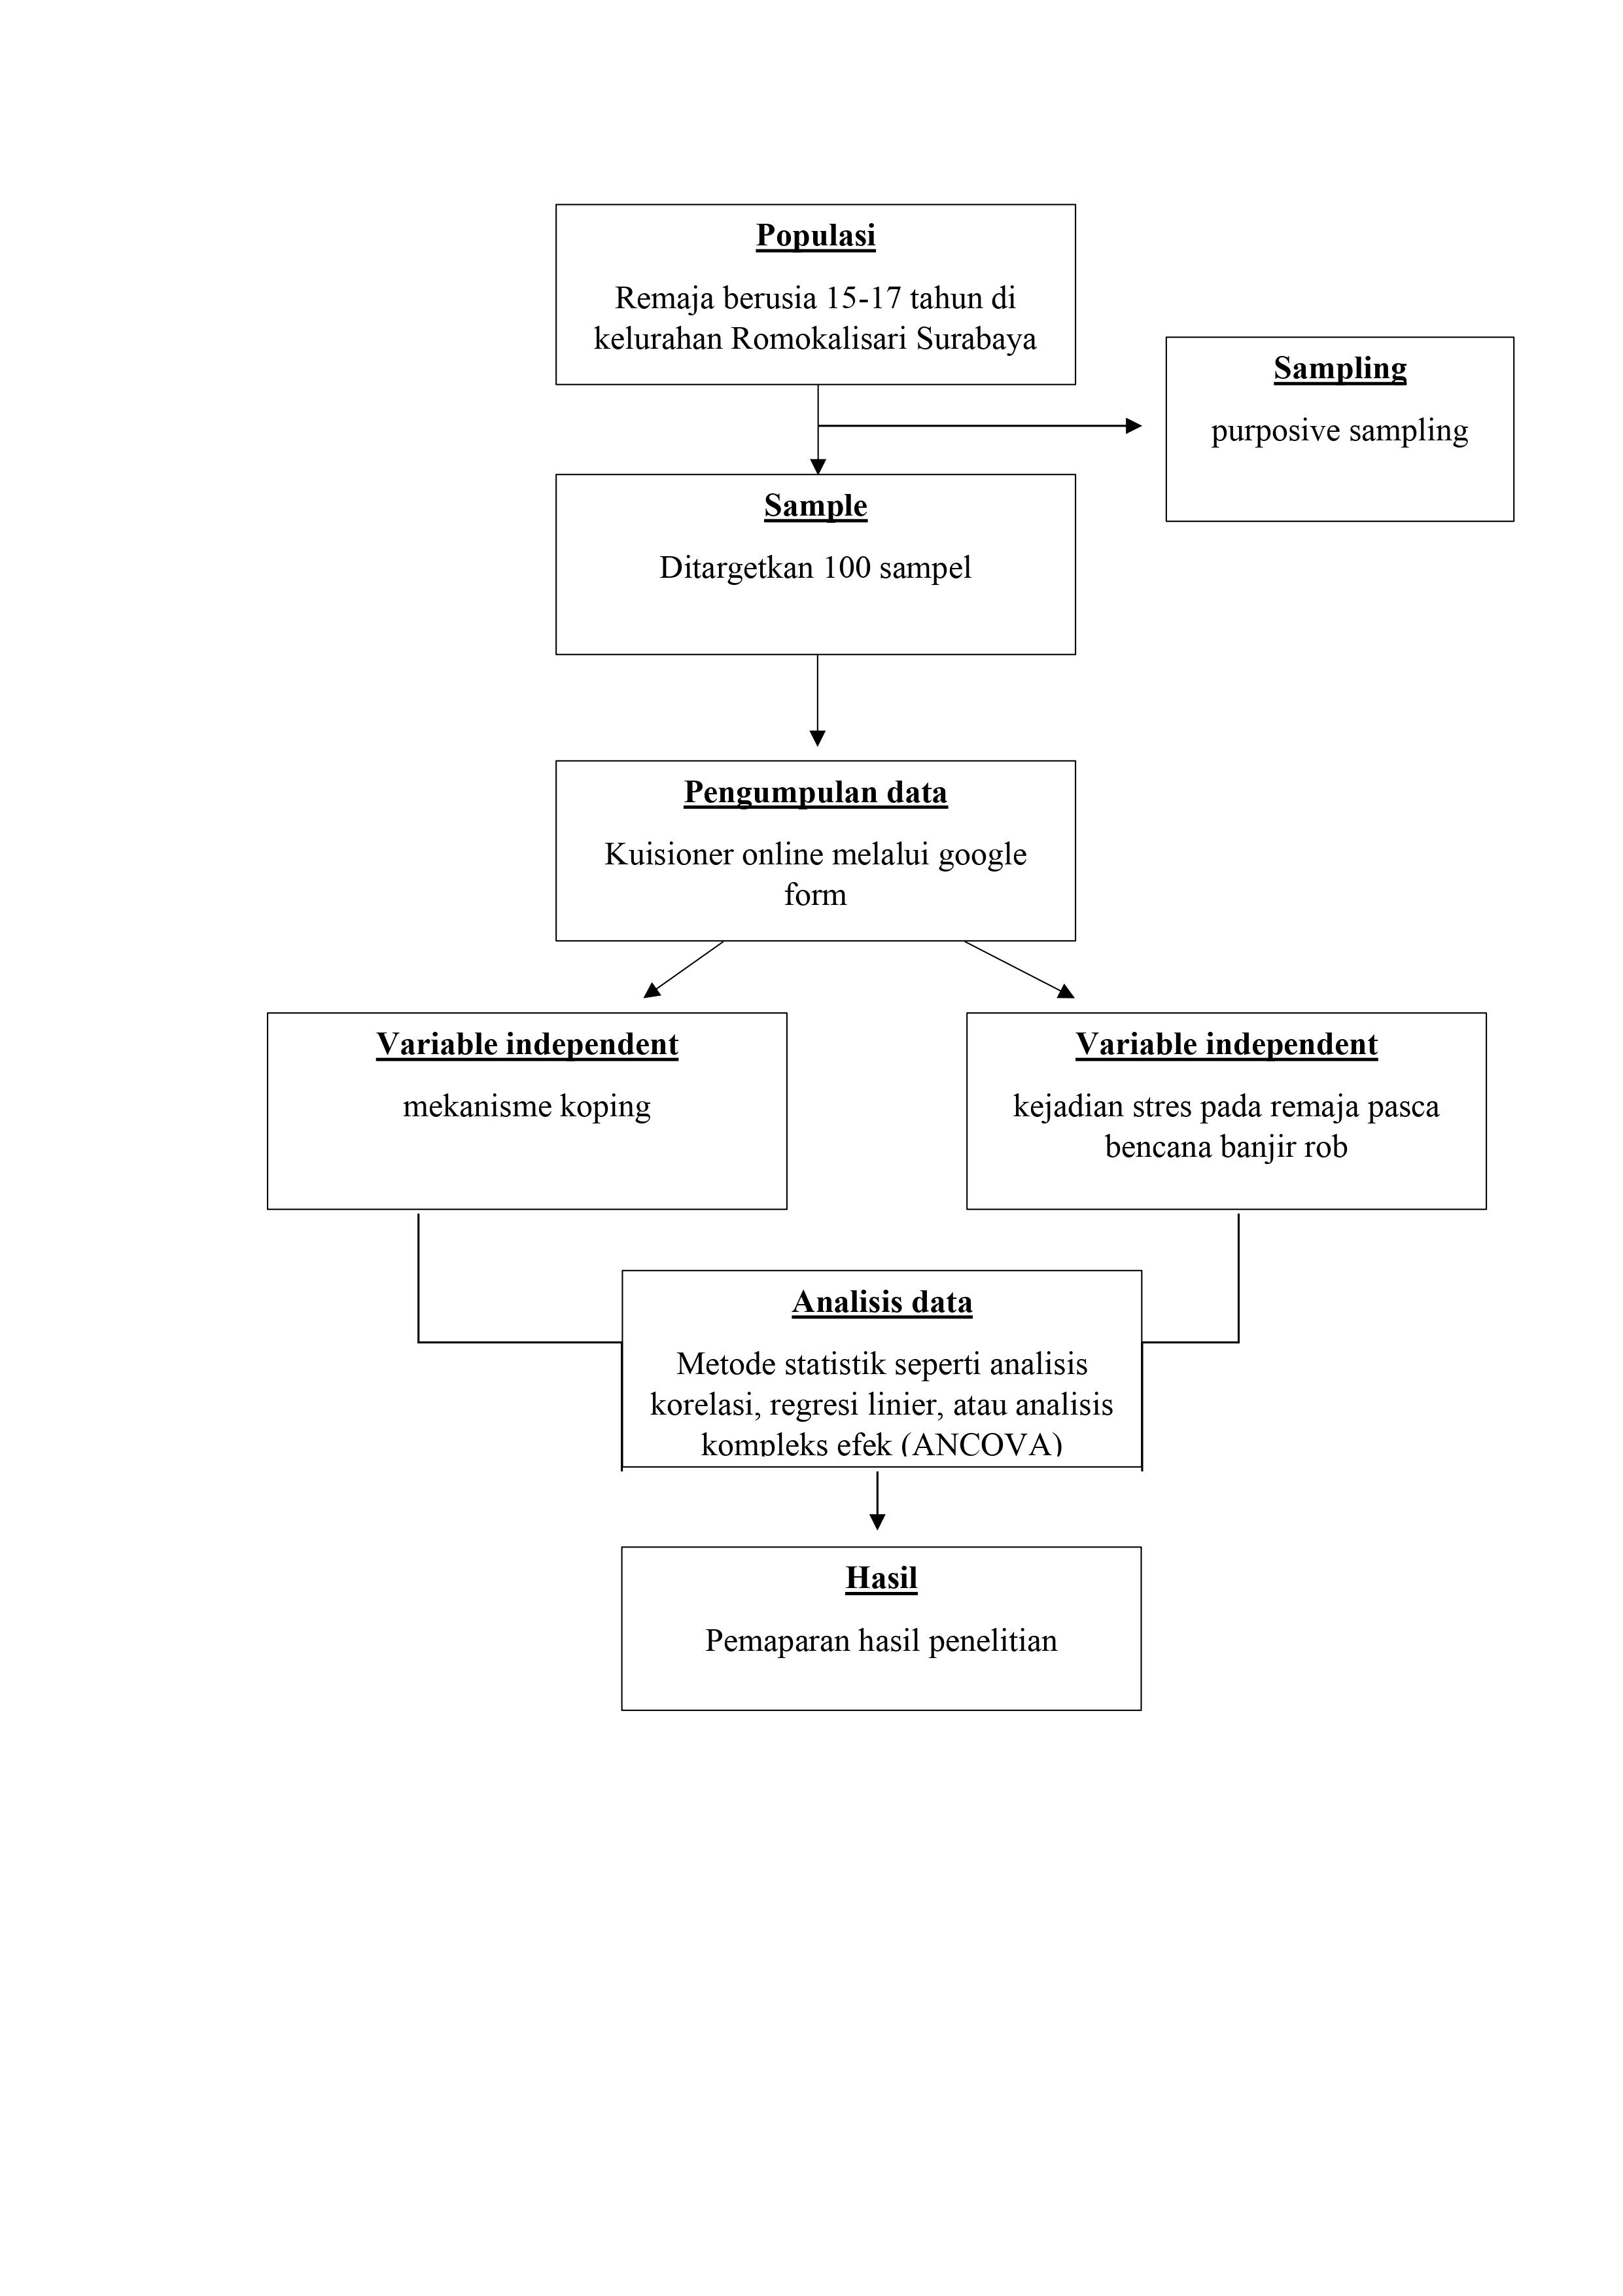 Populasi
Remaja berusia 15-17 tahun di
kelurahan Romokalisari Surabaya
Sampling
purposive sampling
Sample
Ditargetkan 100 sampel
Pengumpulan data
Kuisioner online melalui google
form
Variable independent
mekanisme koping
Variable independent
kejadian stres pada remaja pasca
bencana banjir rob
Analisis data
Metode statistik seperti analisis
korelasi, regresi linier, atau analisis
kompleks efek (ANCOVA)
Hasil
Pemaparan hasil penelitian